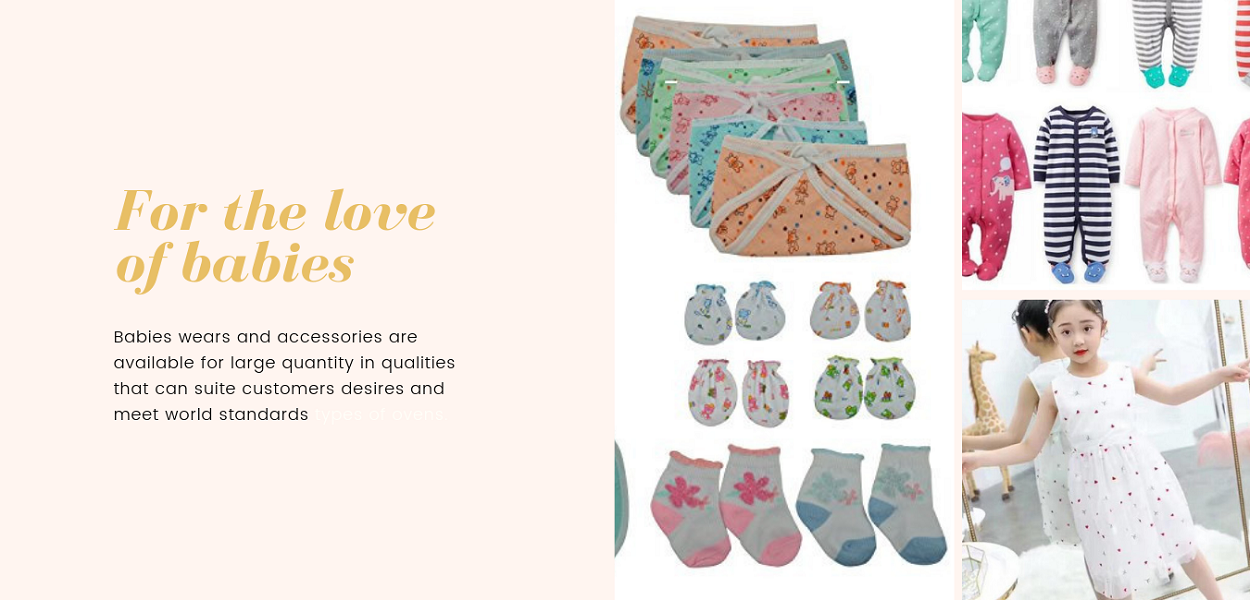 For the love
of babies
Babies wears and accessories are
available for large quantity in qualities
that can suite customers desires and
meet world standards types of ovens